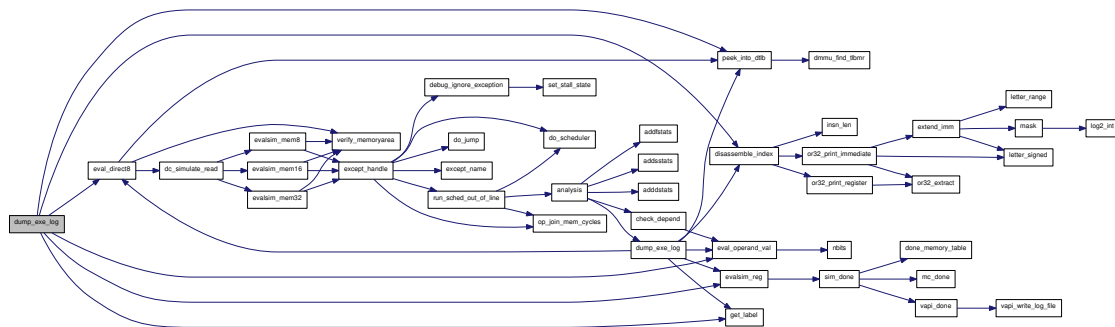 dump_exe_log
eval_direct8
dc_simulate_read
evalsim_mem8
evalsim_mem16
evalsim_mem32
verify_memoryarea
except_handle
debug_ignore_exception
set_stall_state
do_jump
except_name
run_sched_out_of_line
do_scheduler
analysis
op_join_mem_cycles
addfstats
addsstats
adddstats
check_depend
dump_exe_log
peek_into_dtlb
dmmu_find_tlbmr
disassemble_index
insn_len
or32_print_immediate
or32_print_register
extend_imm
letter_range
mask
log2_int
letter_signed
or32_extract
eval_operand_val
nbits
evalsim_reg
sim_done
done_memory_table
mc_done
vapi_done
vapi_write_log_file
get_label